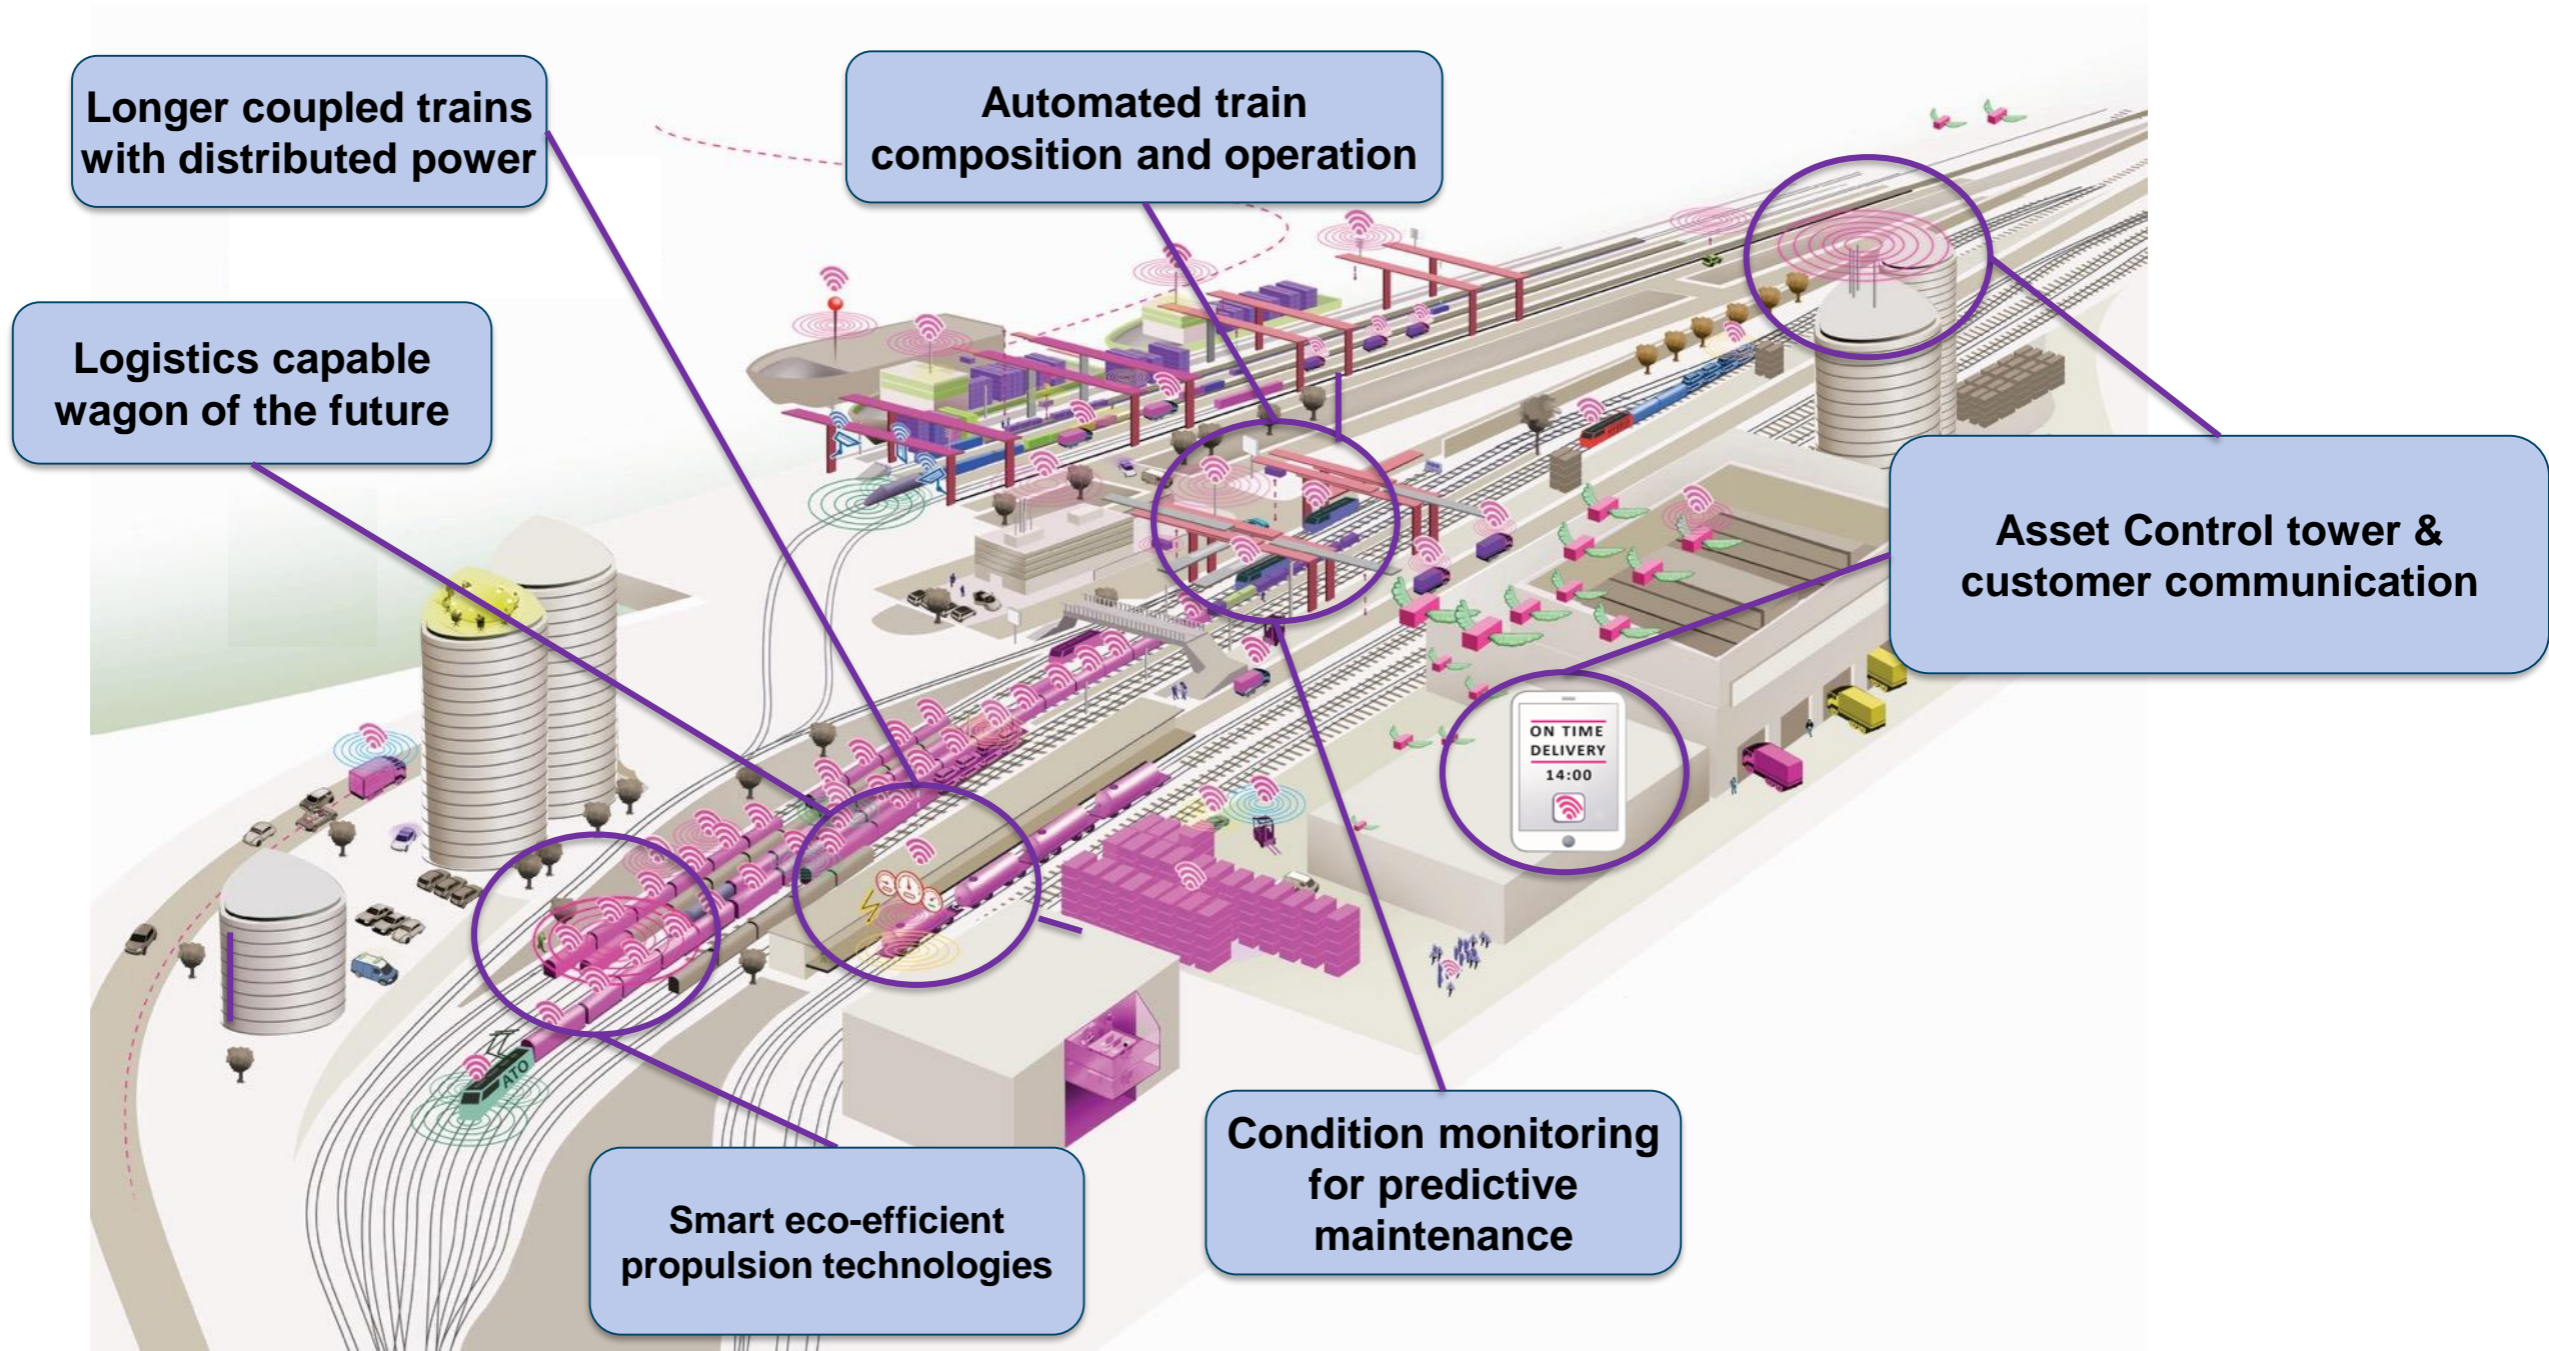 Longer coupled trains
with distributed power
Automated train
composition and operation
Logistics capable
wagon of the future
Asset Control tower &
customer communication
ON TIME
DELIVERY
14:00
ATO
Condition monitoring
for predictive
maintenance
Smart eco-efficient
propulsion technologies